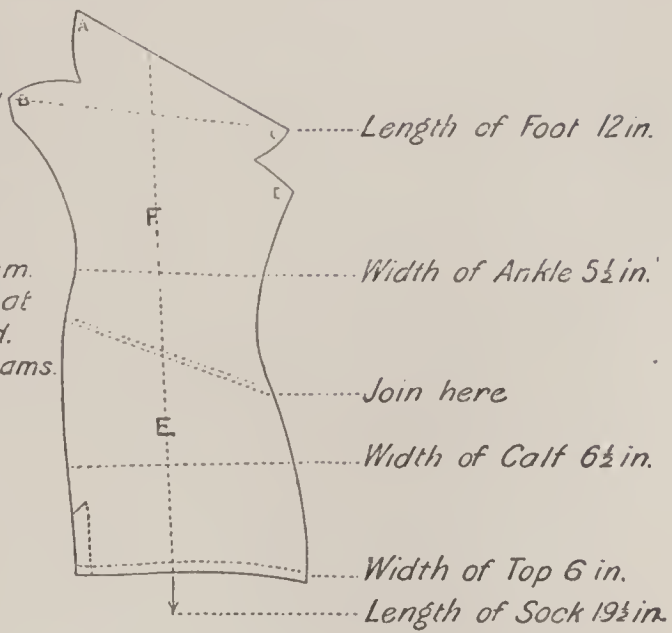 A
B
C
Length of Foot 12 in.
F
m.
Width of Ankle 5½ in.
at
d.
ams.
Join here
E
Width of Calf 6½ in.
Width of Top 6 in.
Length of Sock 19½ in.